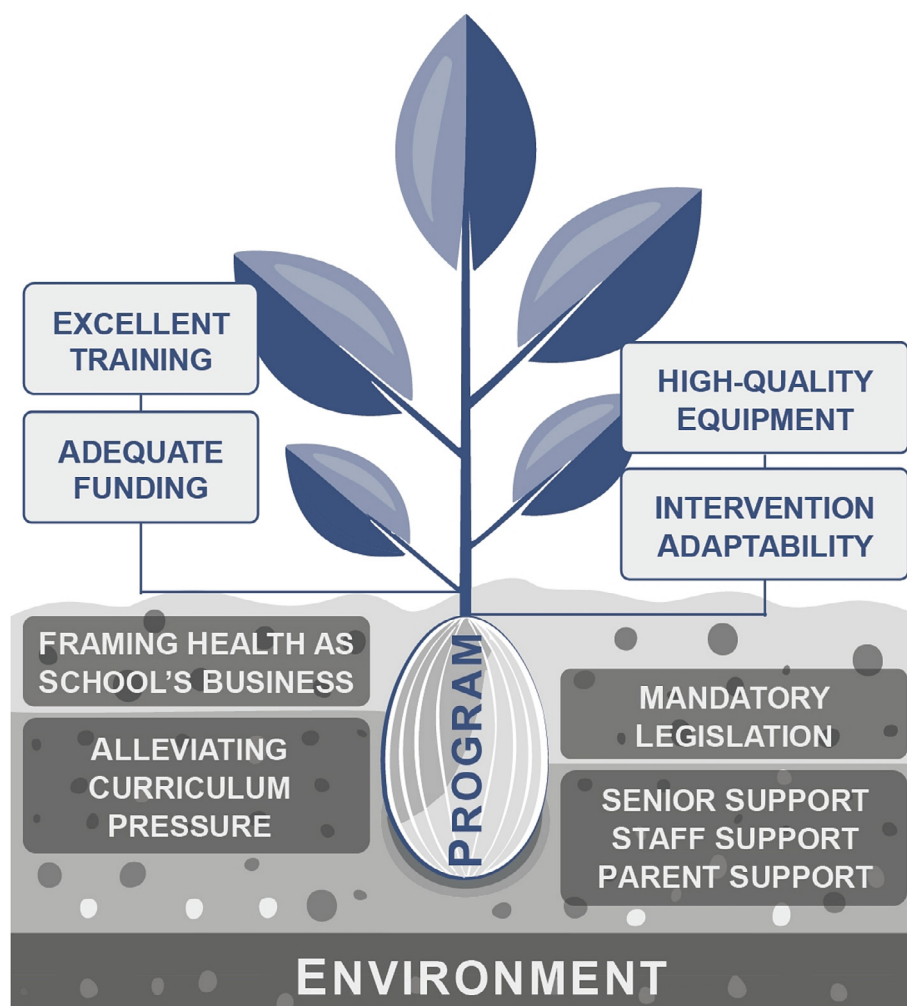 EXCELLENT
TRAINING
ADEQUATE
FUNDING
HIGH-QUALITY
EQUIPMENT
INTERVENTION
ADAPTABILITY
FRAMING HEALTH AS
SCHOOL'S BUSINESS
ALLEVIATING
CURRICULUM
PRESSURE
PROGRAM
MANDATORY
LEGISLATION
SENIOR SUPPORT
STAFF SUPPORT
PARENT SUPPORT
ENVIRONMENT